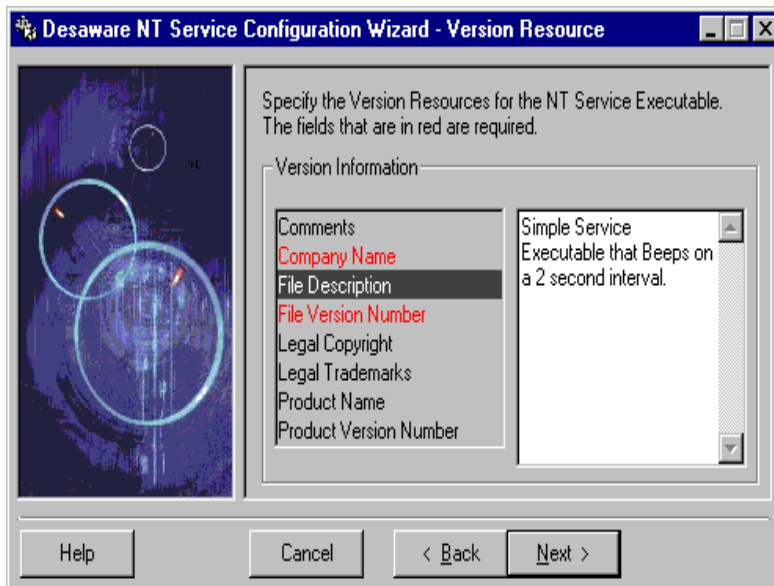 Desaware NT Service Configuration Wizard - Version Resource
Specify the Version Resources for the NT Service Executable.
The fields that are in red are required.
Version Information
Comments
Company Name
File Description
File Version Number
Legal Copyright
Legal Trademarks
Product Name
Product Version Number
Simple Service
Executable that Beeps on
a 2 second interval.
Help
Cancel
< Back
Next >